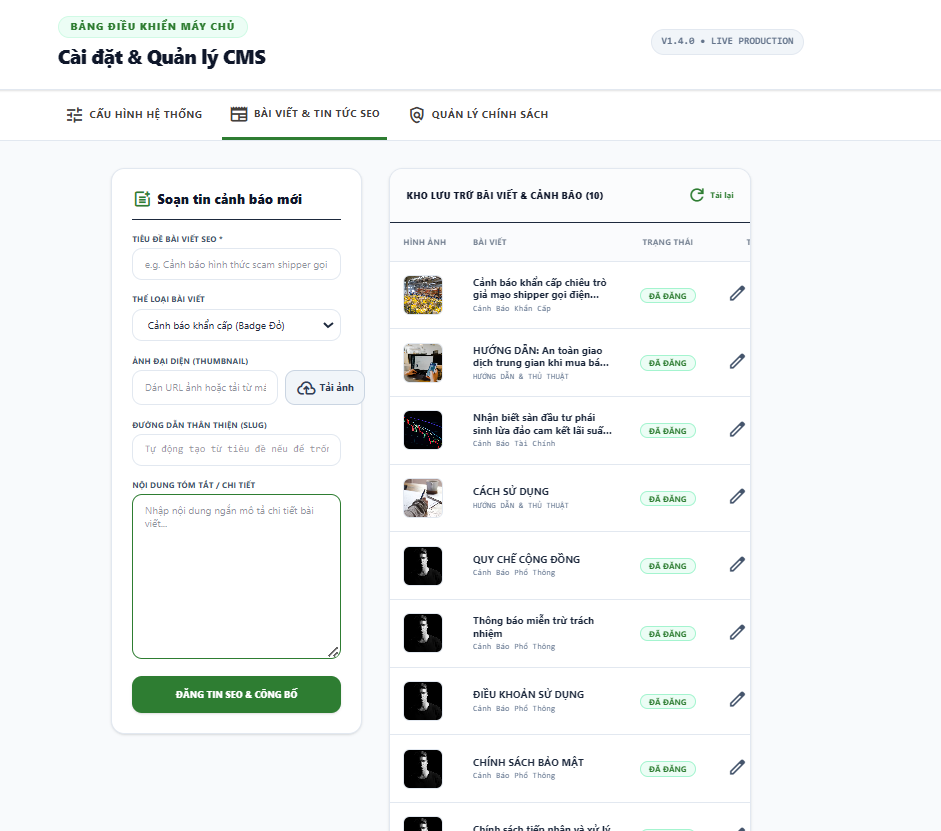 BẢNG ĐIỀU KHIỂN MÁY CHỦ
Cài đặt & Quản lý CMS
V1.4.0 • LIVE PRODUCTION
CẤU HÌNH HỆ THỐNG
BÀI VIẾT & TIN TỨC SEO
QUẢN LÝ CHÍNH SÁCH
Soạn tin cảnh báo mới
TIÊU ĐỀ BÀI VIẾT SEO *
e.g. Cảnh báo hình thức scam shipper gọi
THỂ LOẠI BÀI VIẾT
Cảnh báo khẩn cấp (Badge Đỏ)
ẢNH ĐẠI DIỆN (THUMBNAIL)
Dán URL ảnh hoặc tải từ má
Tải ảnh
ĐƯỜNG DẪN THÂN THIỆN (SLUG)
Tự động tạo từ tiêu đề nếu để trốn
NỘI DUNG TÓM TẮT / CHI TIẾT
Nhập nội dung ngắn mô tả chi tiết bài
viết...
ĐĂNG TIN SEO & CÔNG BỐ
KHO LƯU TRỮ BÀI VIẾT & CẢNH BÁO (10)
Tải lại
HÌNH ẢNH
BÀI VIẾT
TRẠNG THÁI
Cảnh báo khẩn cấp chiêu trò
giả mạo shipper gọi điện...
Cảnh Báo Khẩn Cấp
ĐÃ ĐĂNG
HƯỚNG DẪN: An toàn giao
dịch trung gian khi mua bá...
HƯỚNG DẪN & THỦ THUẬT
ĐÃ ĐĂNG
Nhận biết sàn đầu tư phái
sinh lừa đảo cam kết lãi suấ...
Cảnh Báo Tài Chính
ĐÃ ĐĂNG
CÁCH SỬ DỤNG
HƯỚNG DẪN & THỦ THUẬT
ĐÃ ĐĂNG
QUY CHẾ CỘNG ĐỒNG
Cảnh Báo Phổ Thông
ĐÃ ĐĂNG
Thông báo miễn trừ trách
nhiệm
Cảnh Báo Phổ Thông
ĐÃ ĐĂNG
ĐIỀU KHOẢN SỬ DỤNG
Cảnh Báo Phổ Thông
ĐÃ ĐĂNG
CHÍNH SÁCH BẢO MẬT
Cảnh Báo Phổ Thông
ĐÃ ĐĂNG
Chính sách tiếp nhận và xử lý